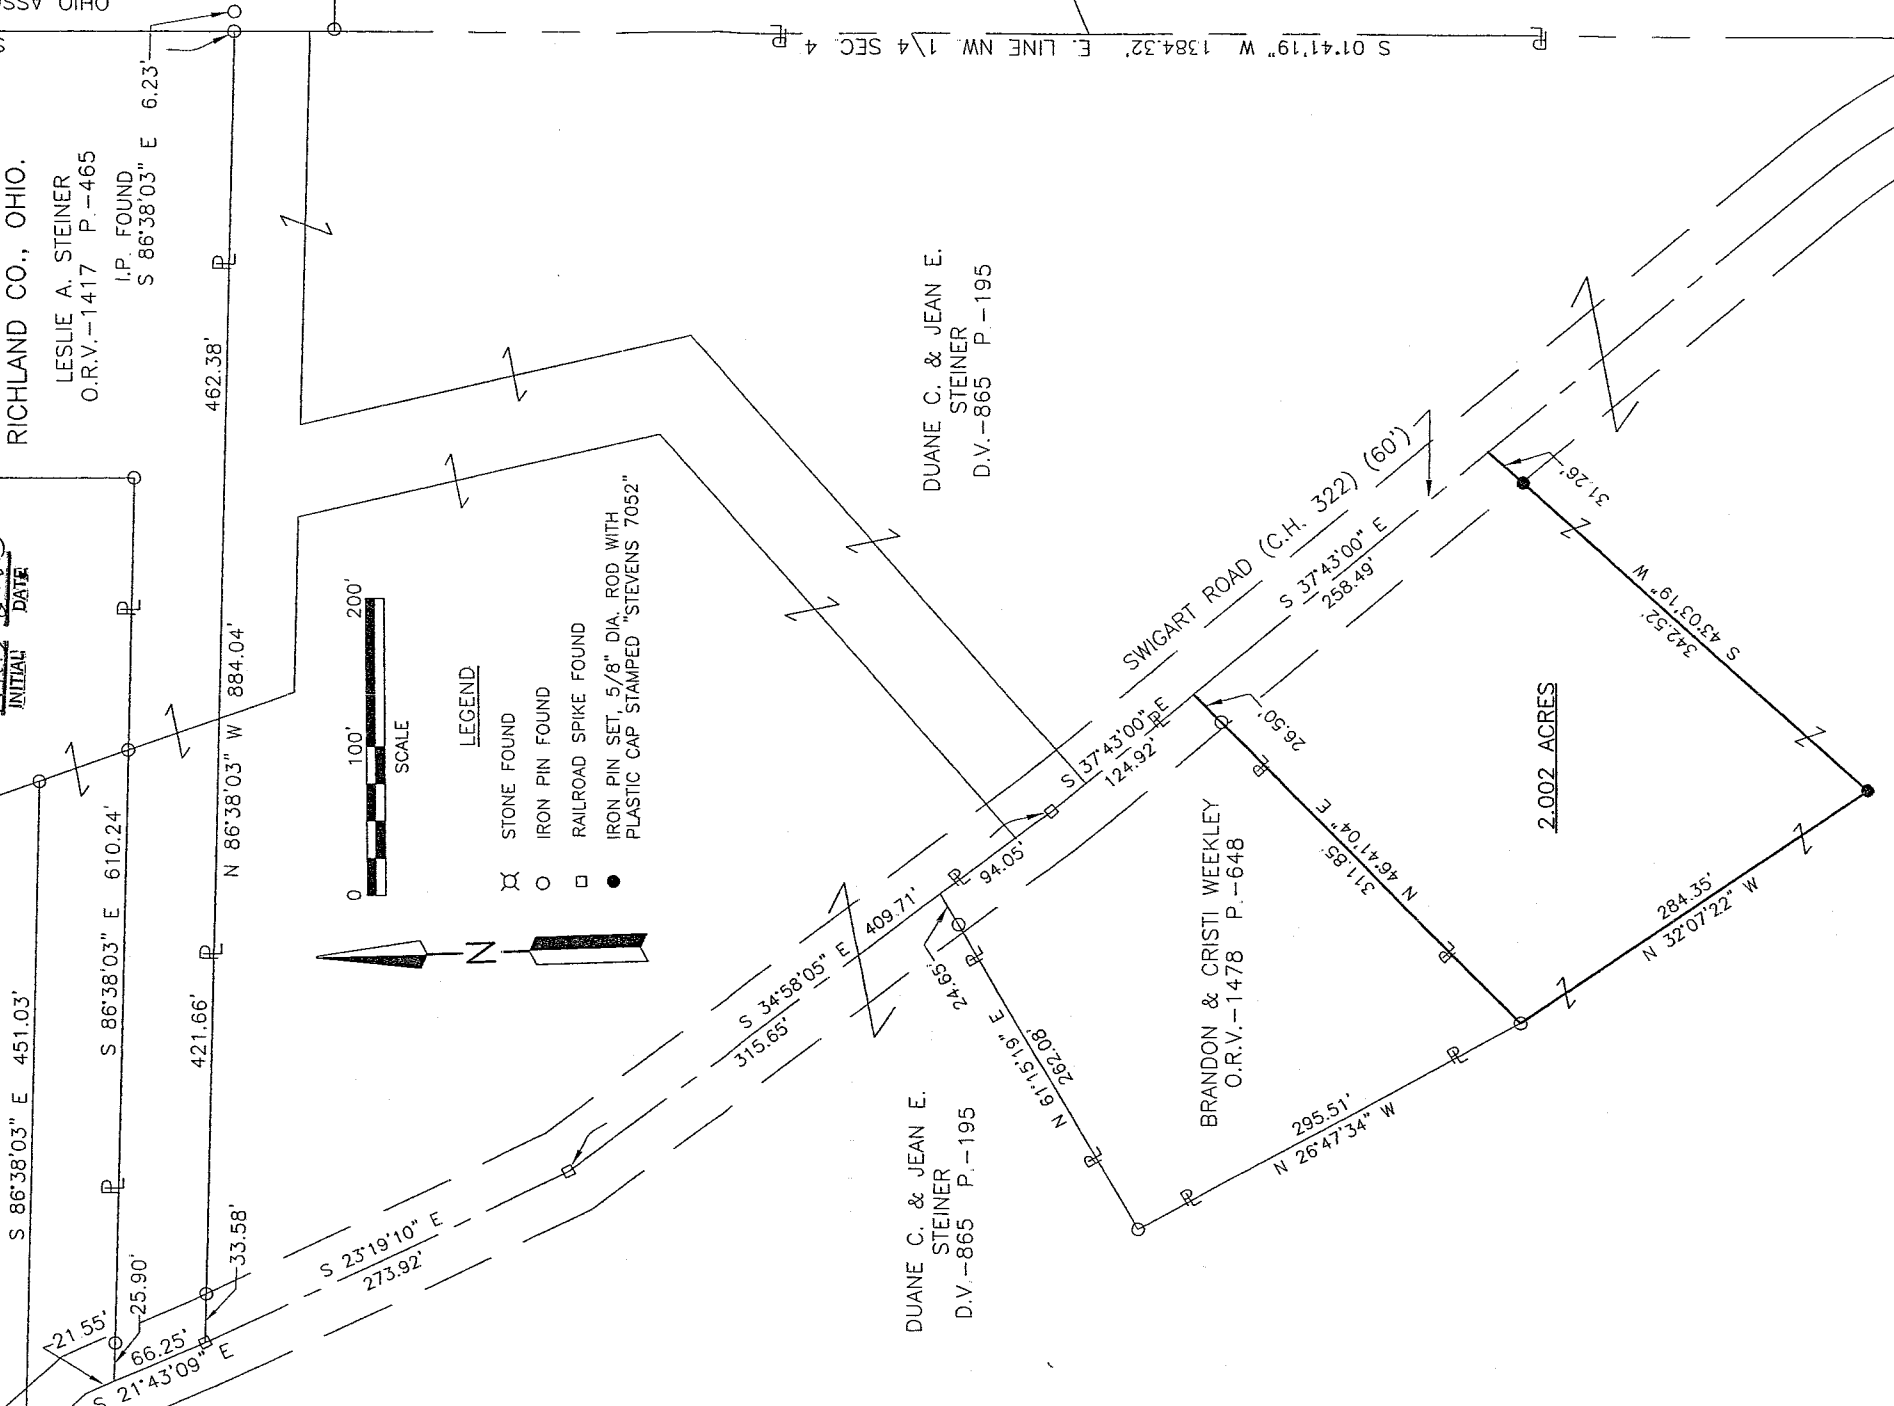 OHIO ASS
RICHLAND CO., OHIO.
LESLIE A. STEINER
O.R.V.-1417 P.-465
I.P. FOUND
S 86°38'03" E 6.23'
S 01°41'19" W 1384.32' E. LINE NW. 1/4 SEC. 4
INITIAL
DATE
462.38'
884.04'
N 86°38'03" W
421.66'
33.58'
S 86°38'03" E 610.24'
25.90'
S 86°38'03" E 451.03'
21.55'
66.25'
S 21°43'09" E
0 100' 200'
SCALE
LEGEND
STONE FOUND
IRON PIN FOUND
RAILROAD SPIKE FOUND
IRON PIN SET, 5/8" DIA. ROD WITH
PLASTIC CAP STAMPED "STEVENS 7052"
N
S 23°19'10" E
273.92'
S 34°58'05" E 409.71'
315.65'
94.05'
S 37°43'00" E
124.92'
SWIGART ROAD (C.H. 322) (60')
S 37°43'00" E
258.49'
DUANE C. & JEAN E.
STEINER
D.V.-865 P.-195
DUANE C. & JEAN E.
STEINER
D.V.-865 P.-195
24.65'
N 61°15'19" E
262.08'
BRANDON & CRISTI WEEKLEY
O.R.V.-1478 P.-648
295.51'
N 26°47'34" W
26.50'
N 46°41'04" E
311.85'
31.26'
S 43°03'19" W
342.52'
2.002 ACRES
284.35'
N 32°07'22" W